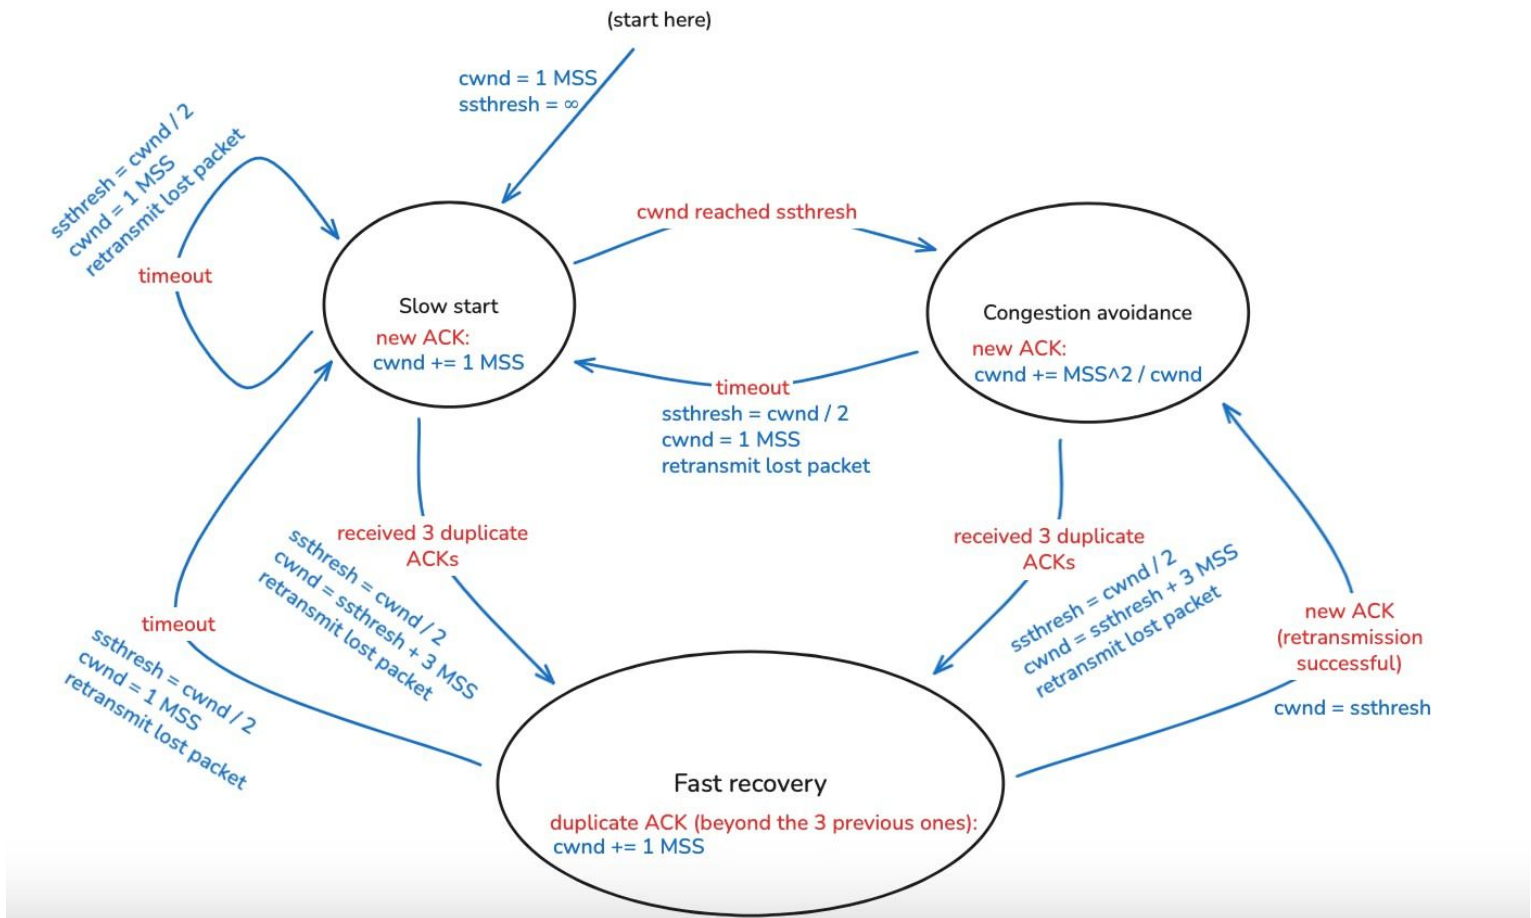 (start here)
cwnd = 1 MSS
ssthresh = ∞
ssthresh = cwnd / 2
cwnd = 1 MSS
retransmit lost packet
timeout
cwnd reached ssthresh
Slow start
new ACK:
cwnd += 1 MSS
Congestion avoidance
new ACK:
cwnd += MSS^2 / cwnd
timeout
ssthresh = cwnd / 2
cwnd = 1 MSS
retransmit lost packet
received 3 duplicate
ACKs
ssthresh = cwnd / 2
cwnd = ssthresh + 3 MSS
retransmit lost packet
received 3 duplicate
ACKs
ssthresh = cwnd / 2
cwnd = ssthresh + 3 MSS
retransmit lost packet
new ACK
(retransmission
successful)
cwnd = ssthresh
timeout
ssthresh = cwnd / 2
cwnd = 1 MSS
retransmit lost packet
Fast recovery
duplicate ACK (beyond the 3 previous ones):
cwnd += 1 MSS